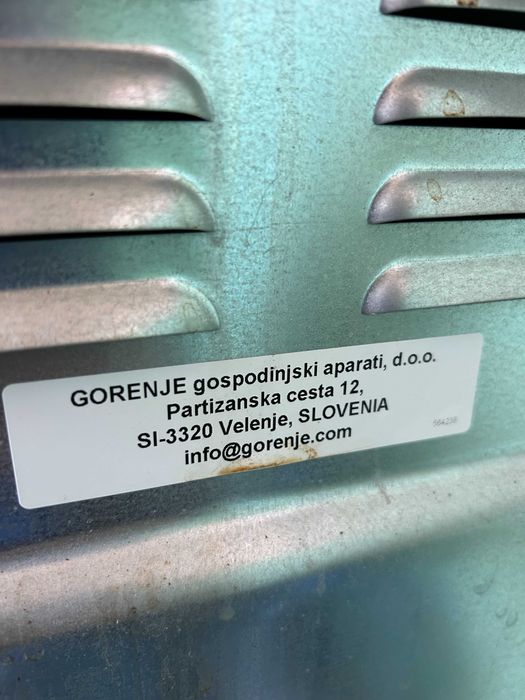 GORENJE gospodinjski aparati, d.o.o.
Partizanska cesta 12,
SI-3320 Velenje, SLOVENIA
info@gorenje.com